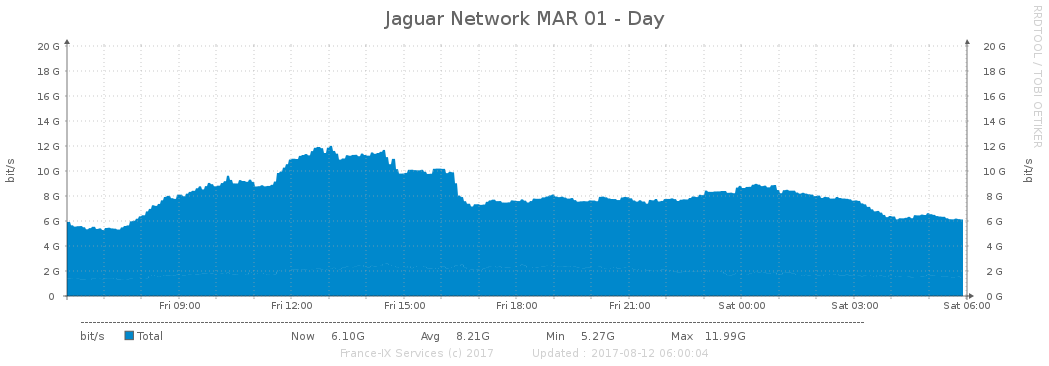 Jaguar Network MAR 01 - Day
RRDTOOL / TOBI OETIKER
bit/s
20 G 20 G
18 G 18 G
16 G 16 G
14 G 14 G
12 G 12 G
10 G 10 G
8 G 8 G
6 G 6 G
4 G 4 G
2 G 2 G
0 0 G
bit/s
Fri 09:00 Fri 12:00 Fri 15:00 Fri 18:00 Fri 21:00 Sat 00:00 Sat 03:00 Sat 06:00
bit/s Total Now 6.10G Avg 8.21G Min 5.27G Max 11.99G
France-IX Services (c) 2017 Updated : 2017-08-12 06:00:04